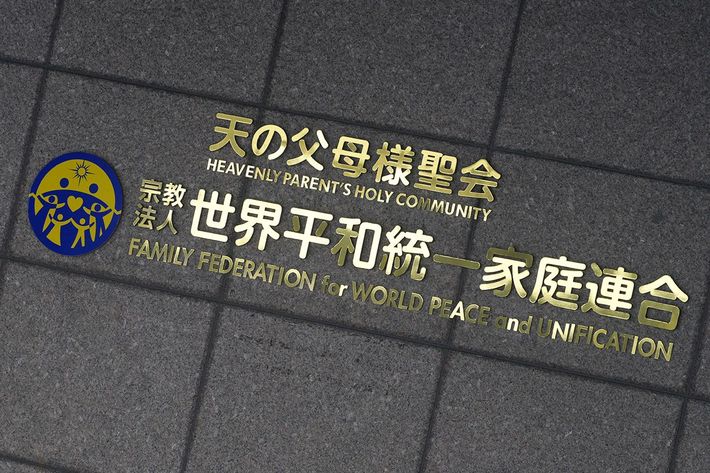 天の父母様聖会
HEAVENLY PARENT'S HOLY COMMUNITY
宗教法人 世界平和統一家庭連合
FAMILY FEDERATION for WORLD PEACE and UNIFICATION